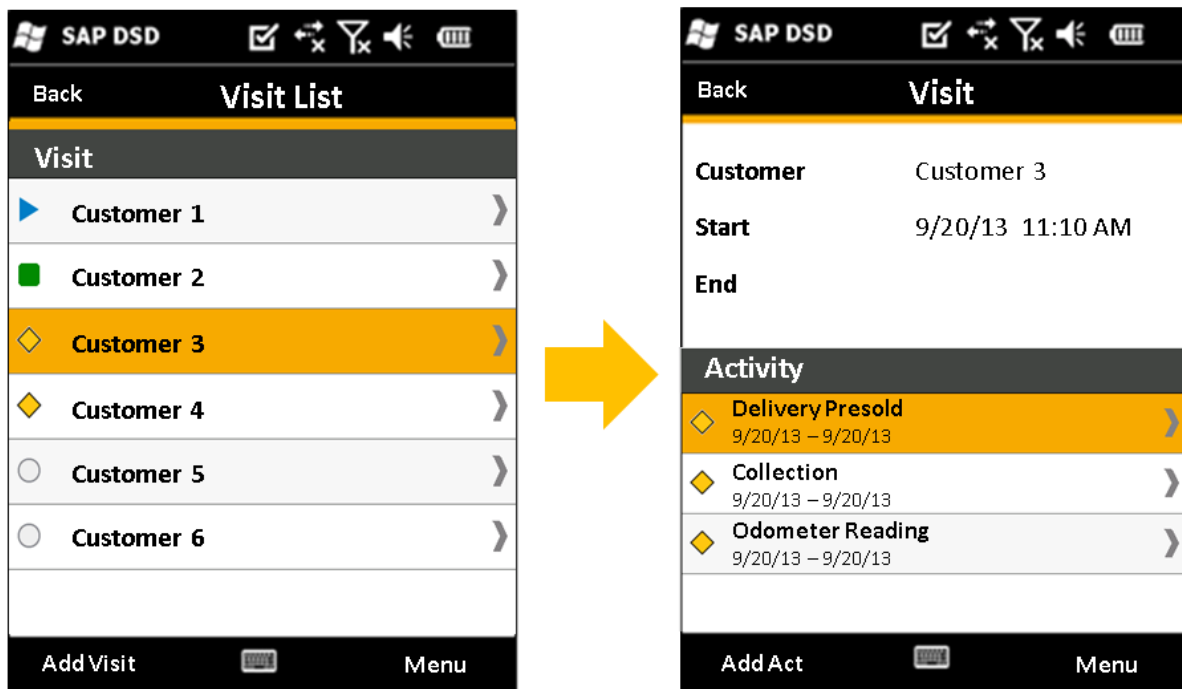 SAP DSD
Back Visit List
Visit
Customer 1
Customer 2
Customer 3
Customer 4
Customer 5
Customer 6
Add Visit Menu
SAP DSD
Back Visit
Customer Customer 3
Start 9/20/13 11:10 AM
End
Activity
Delivery Presold
9/20/13 – 9/20/13
Collection
9/20/13 – 9/20/13
Odometer Reading
9/20/13 – 9/20/13
Add Act Menu